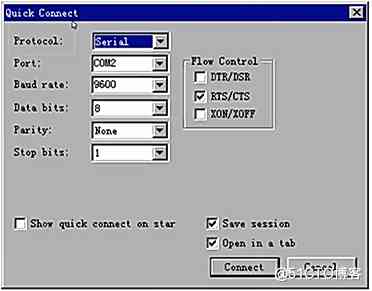 Quick Connect
Protocol: Serial
Port: COM2
Flow Control
Baud rate: 9600
DTR/DSR
Data bits: 8
RTS/CTS
Parity: None
XON/XOFF
Stop bits: 1
Show quick connect on star
Save session
Open in a tab
Connect
Cancel
@51CTO博客